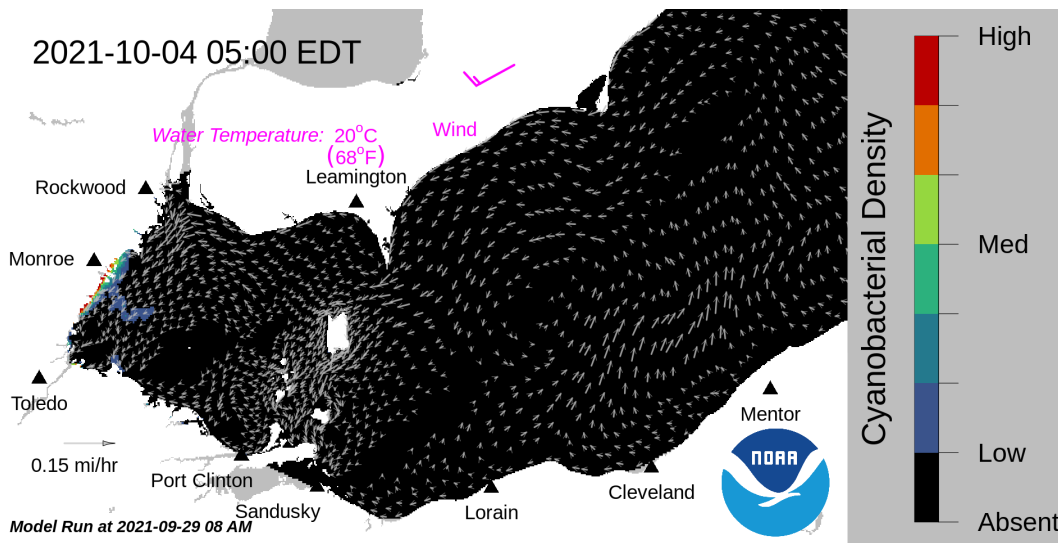 2021-10-04 05:00 EDT
High
Wind
Water Temperature: 20°C
(68°F)
Leamington
Rockwood
Monroe
Med
Cyanobacterial Density
Toledo
Mentor
0.15 mi/hr
Port Clinton
NOAA
Low
Cleveland
Sandusky
Lorain
Model Run at 2021-09-29 08 AM
Absent